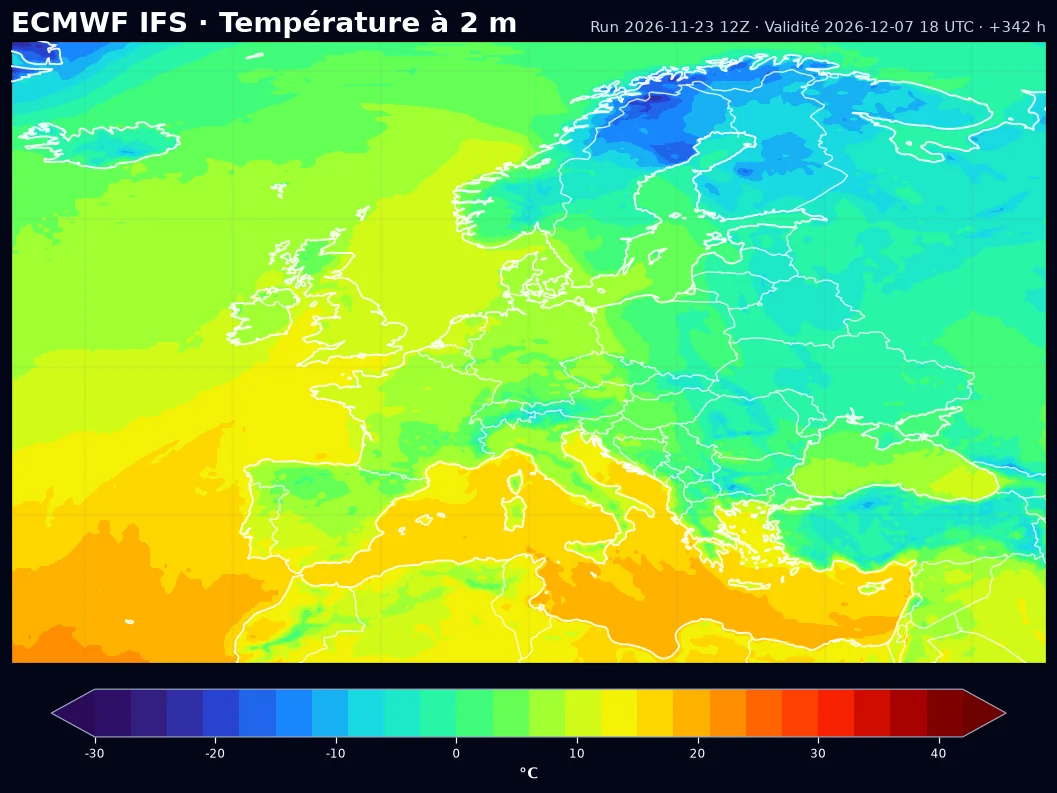 ECMWF IFS · Température à 2 m
Run 2026-11-23 12Z · Validité 2026-12-07 18 UTC · +342 h
-30 -20 -10 0 10 20 30 40
°C